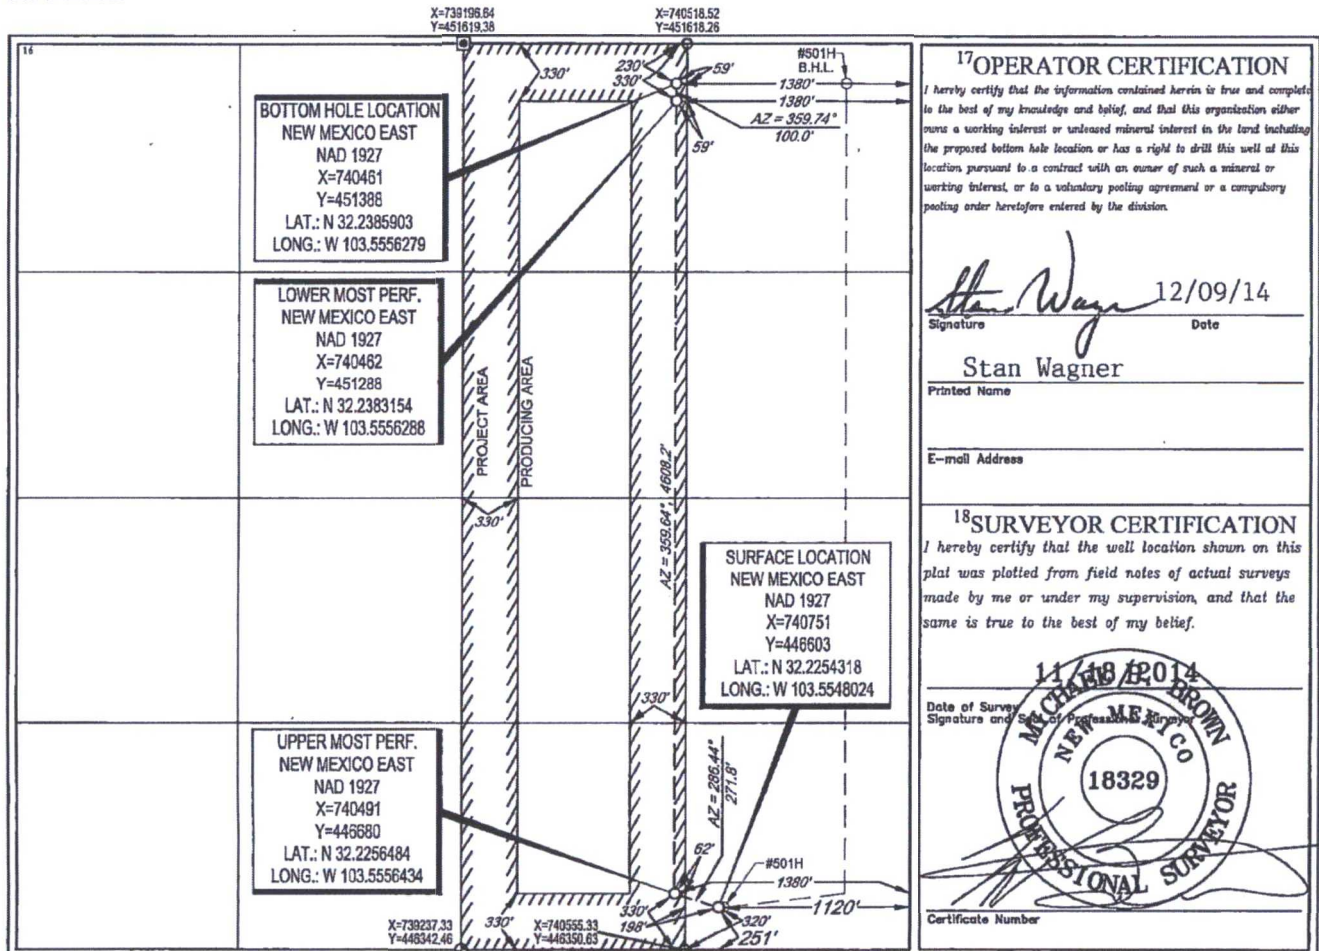 X=739196.64
Y=451619.38
X=740518.52
Y=451618.26
16
330'
230'
330'
59'
#501H
B.H.L.
1380'
1380'
AZ = 359.74°
100.0'
59'
BOTTOM HOLE LOCATION
NEW MEXICO EAST
NAD 1927
X=740461
Y=451388
LAT.: N 32.2385903
LONG.: W 103.5556279
LOWER MOST PERF.
NEW MEXICO EAST
NAD 1927
X=740462
Y=451288
LAT.: N 32.2383154
LONG.: W 103.5556288
PROJECT AREA
PRODUCING AREA
330'
AZ = 359.64°, 4608.2'
SURFACE LOCATION
NEW MEXICO EAST
NAD 1927
X=740751
Y=446603
LAT.: N 32.2254318
LONG.: W 103.5548024
330'
UPPER MOST PERF.
NEW MEXICO EAST
NAD 1927
X=740491
Y=446680
LAT.: N 32.2256484
LONG.: W 103.5556434
AZ = 286.44°
271.8'
62'
#501H
1380'
1120'
330'
330'
198'
320'
251'
X=739237.33
Y=446342.46
X=740555.33
Y=446350.63
17 OPERATOR CERTIFICATION
I hereby certify that the information contained herein is true and complete
to the best of my knowledge and belief, and that this organization either
owns a working interest or unleased mineral interest in the land including
the proposed bottom hole location or has a right to drill this well at this
location pursuant to a contract with an owner of such a mineral or
working interest, or to a voluntary pooling agreement or a compulsory
pooling order heretofore entered by the division.
Stan Wagner 12/09/14
Signature Date
Stan Wagner
Printed Name
E-mail Address
18 SURVEYOR CERTIFICATION
I hereby certify that the well location shown on this
plat was plotted from field notes of actual surveys
made by me or under my supervision, and that the
same is true to the best of my belief.
11/18/2014
Date of Survey
Signature and Seal of Professional Surveyor
MICHAEL B. BROWN
NEW MEXICO
18329
PROFESSIONAL SURVEYOR
Certificate Number